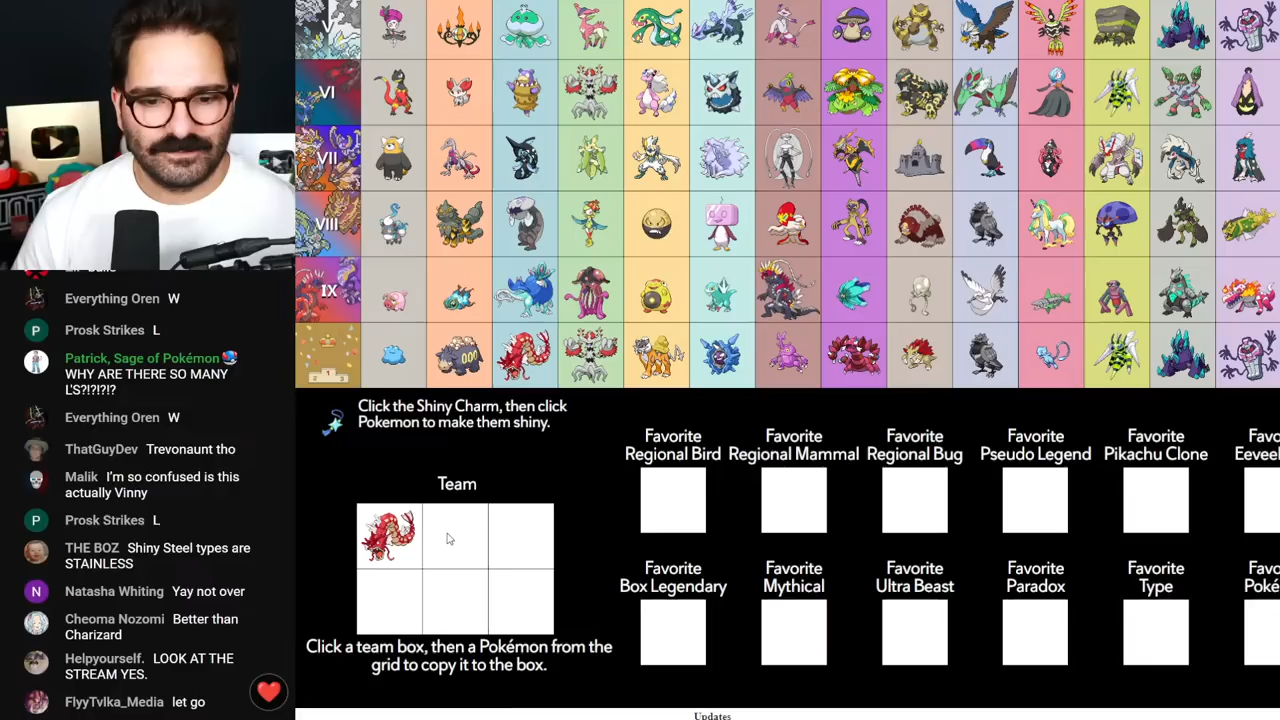 V
VI
VII
VIII
IX
Everything Oren W
Prosk Strikes L
Patrick, Sage of Pokémon
WHY ARE THERE SO MANY
L'S?!?!?!?
Everything Oren W
ThatGuyDev Trevonaunt tho
Malik I'm so confused is this
actually Vinny
Prosk Strikes L
THE BOZ Shiny Steel types are
STAINLESS
Natasha Whiting Yay not over
Cheoma Nozomi Better than
Charizard
Helpyourself. LOOK AT THE
STREAM YES.
FlyyTvlka_Media let go
Click the Shiny Charm, then click
Pokemon to make them shiny.
Team
Click a team box, then a Pokémon from the
grid to copy it to the box.
Favorite
Regional Bird
Favorite
Regional Mammal
Favorite
Regional Bug
Favorite
Pseudo Legend
Favorite
Pikachu Clone
Favo
Eevee
Favorite
Box Legendary
Favorite
Mythical
Favorite
Ultra Beast
Favorite
Paradox
Favorite
Type
Favo
Poké
Updates